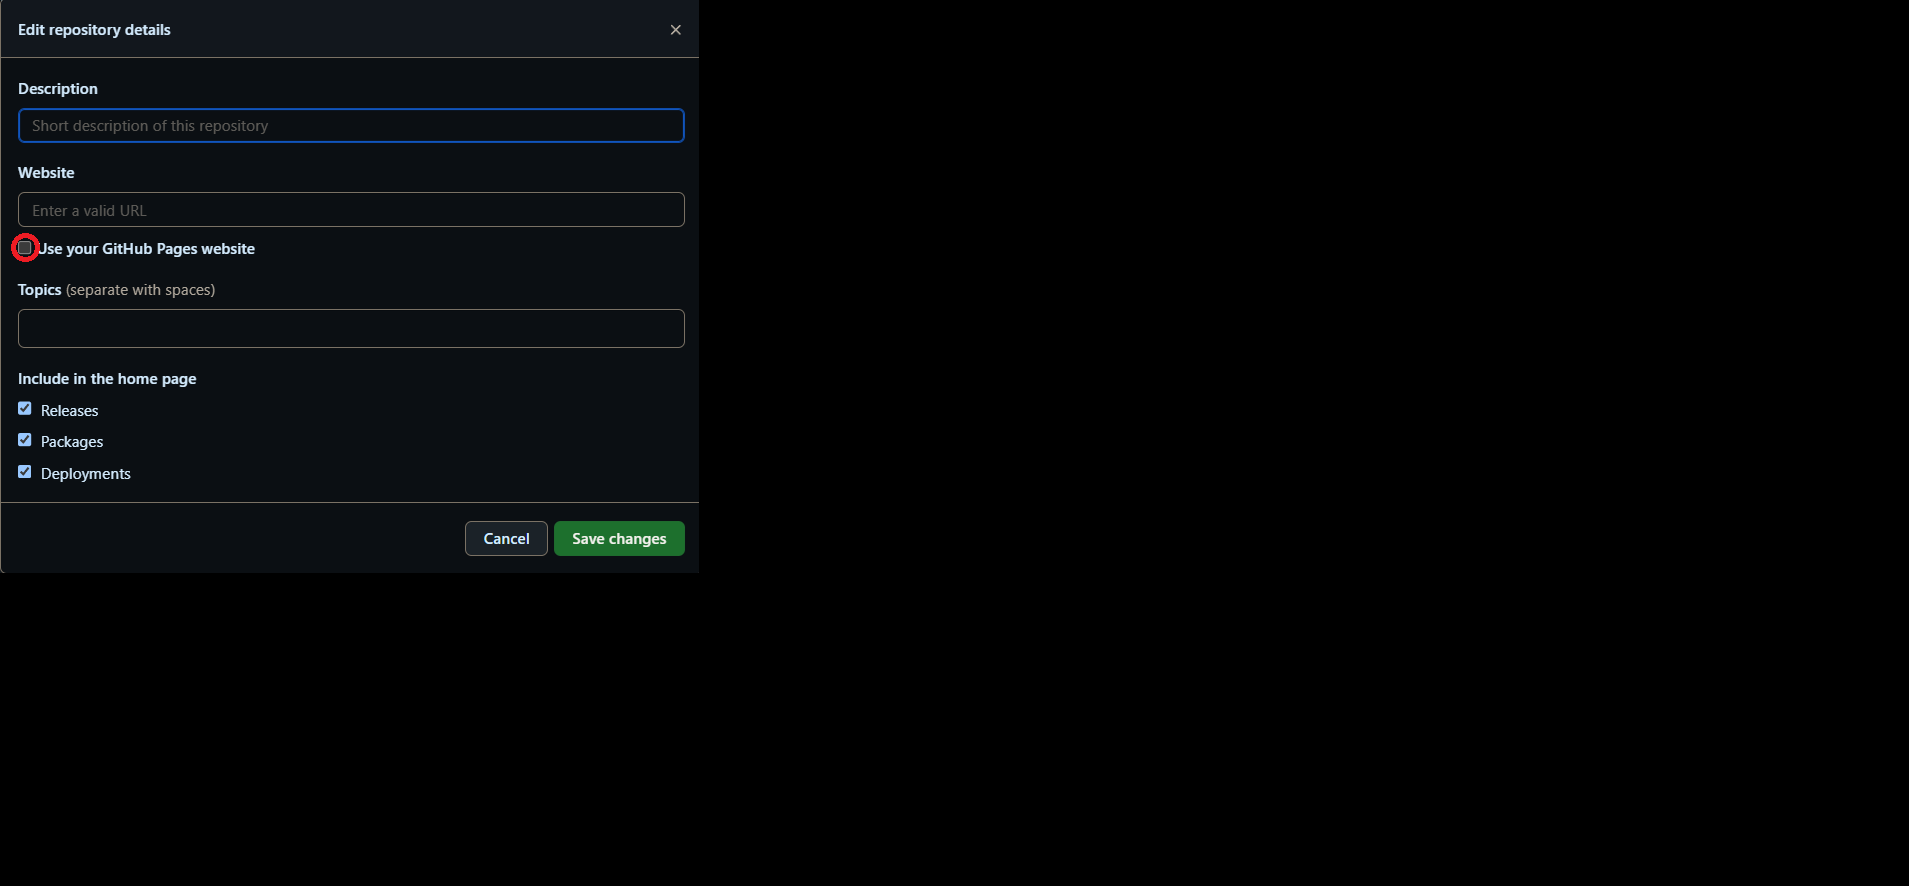 Edit repository details
Description
Short description of this repository
Website
Enter a valid URL
Use your GitHub Pages website
Topics (separate with spaces)
Include in the home page
Releases
Packages
Deployments
Cancel
Save changes